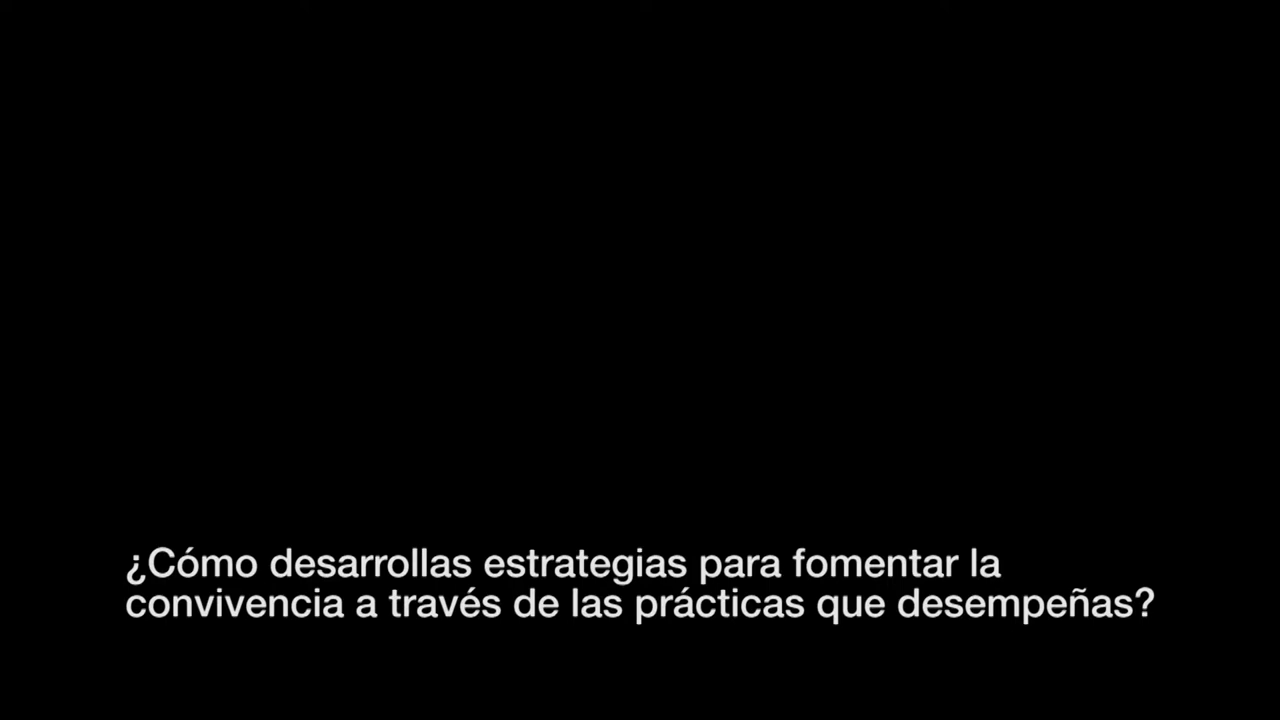 ¿Cómo desarrollas estrategias para fomentar la
convivencia a través de las prácticas que desempeñas?